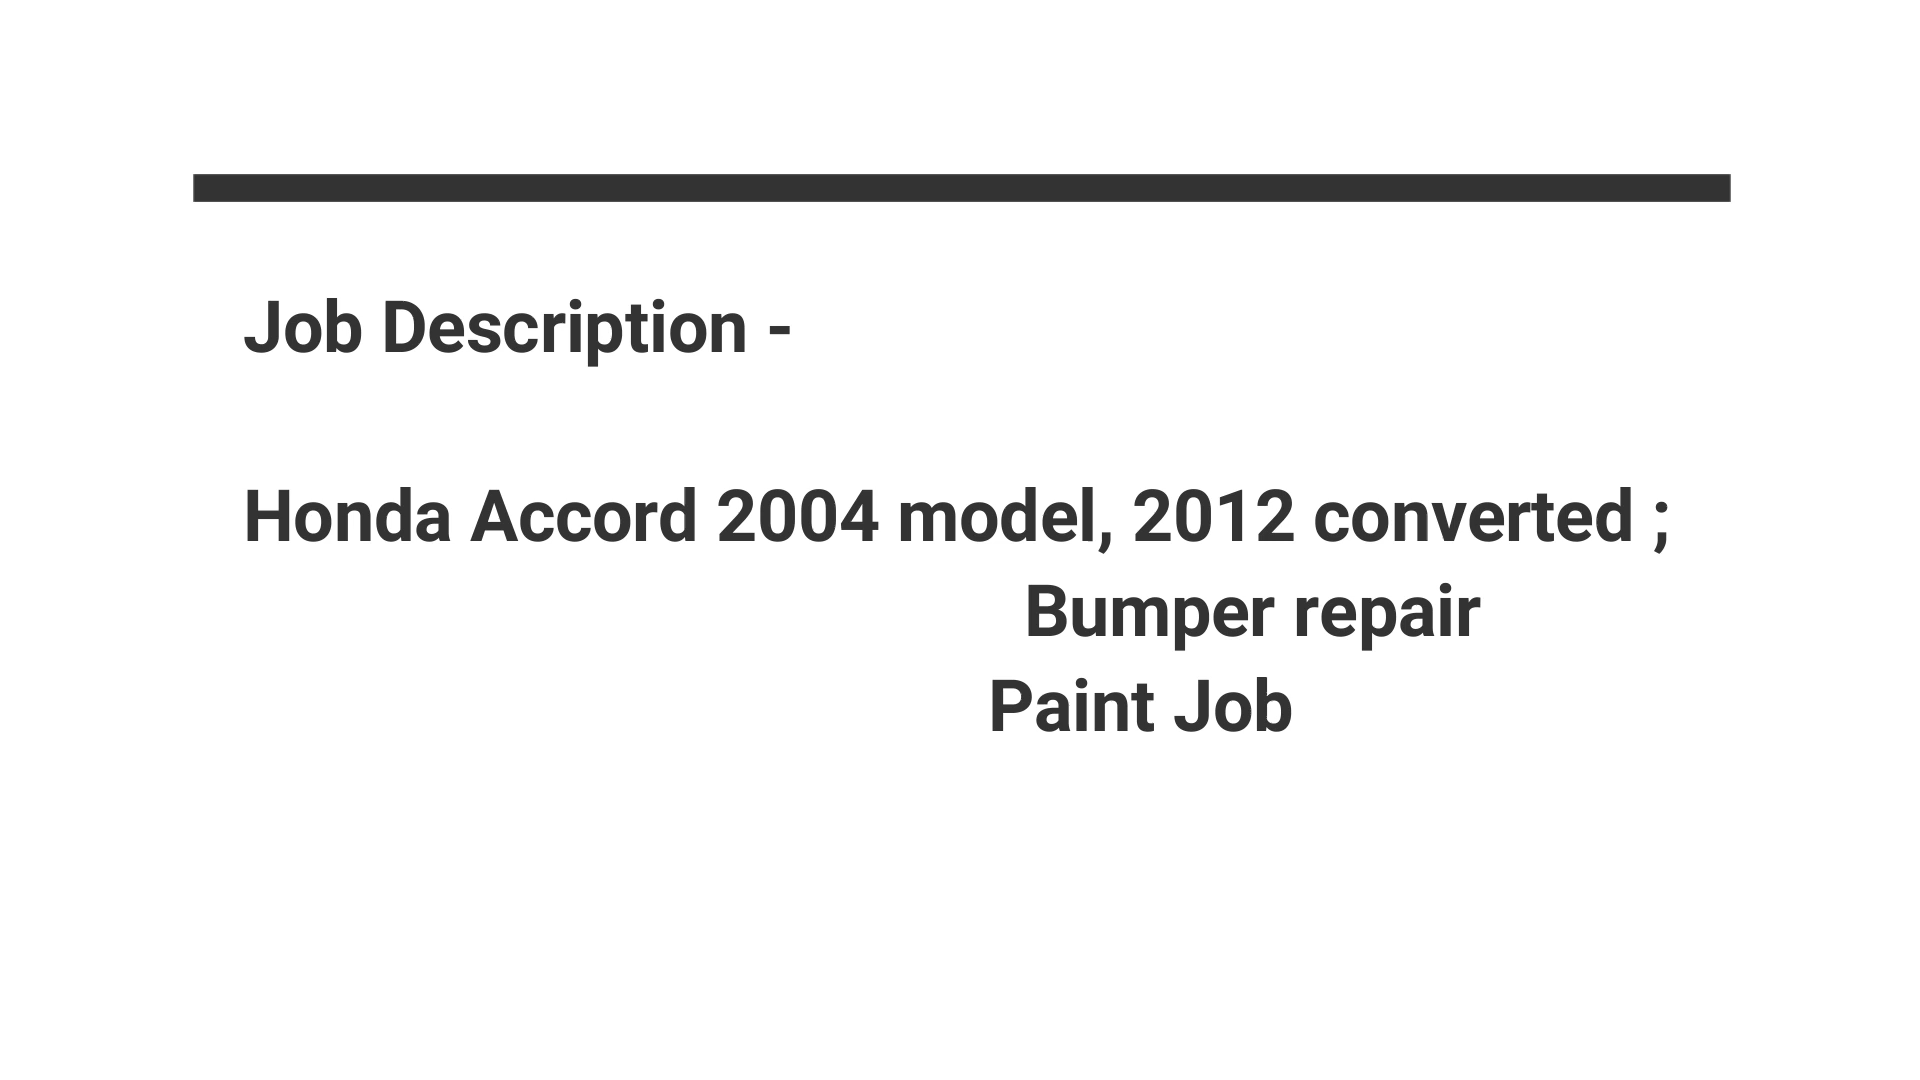 Job Description -
Honda Accord 2004 model, 2012 converted ;
Bumper repair
Paint Job